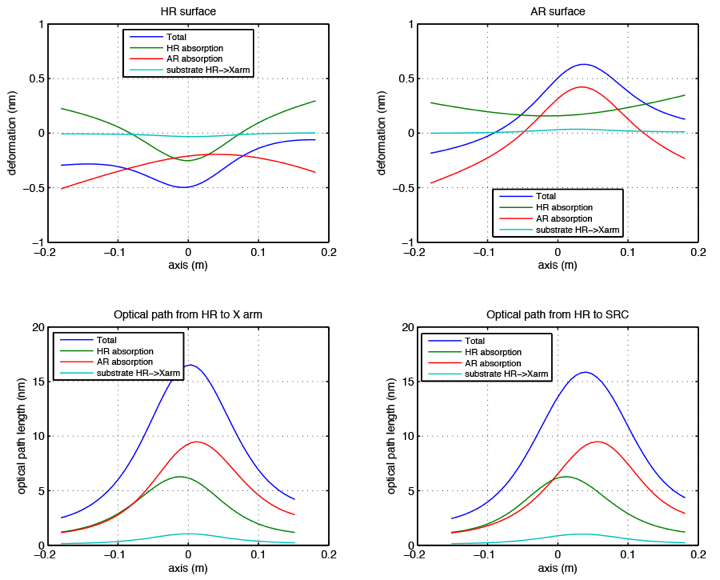 HR surface
1
0.5
0
−0.5
−1
−0.2
−0.1
0
0.1
0.2
deformation (nm)
axis (m)
Total
HR absorption
AR absorption
substrate HR−>Xarm
AR surface
1
0.5
0
−0.5
−1
−0.2
−0.1
0
0.1
0.2
deformation (nm)
axis (m)
Total
HR absorption
AR absorption
substrate HR−>Xarm
Optical path from HR to X arm
20
15
10
5
0
−0.2
−0.1
0
0.1
0.2
optical path length (nm)
axis (m)
Total
HR absorption
AR absorption
substrate HR−>Xarm
Optical path from HR to SRC
20
15
10
5
0
−0.2
−0.1
0
0.1
0.2
optical path length (nm)
axis (m)
Total
HR absorption
AR absorption
substrate HR−>Xarm